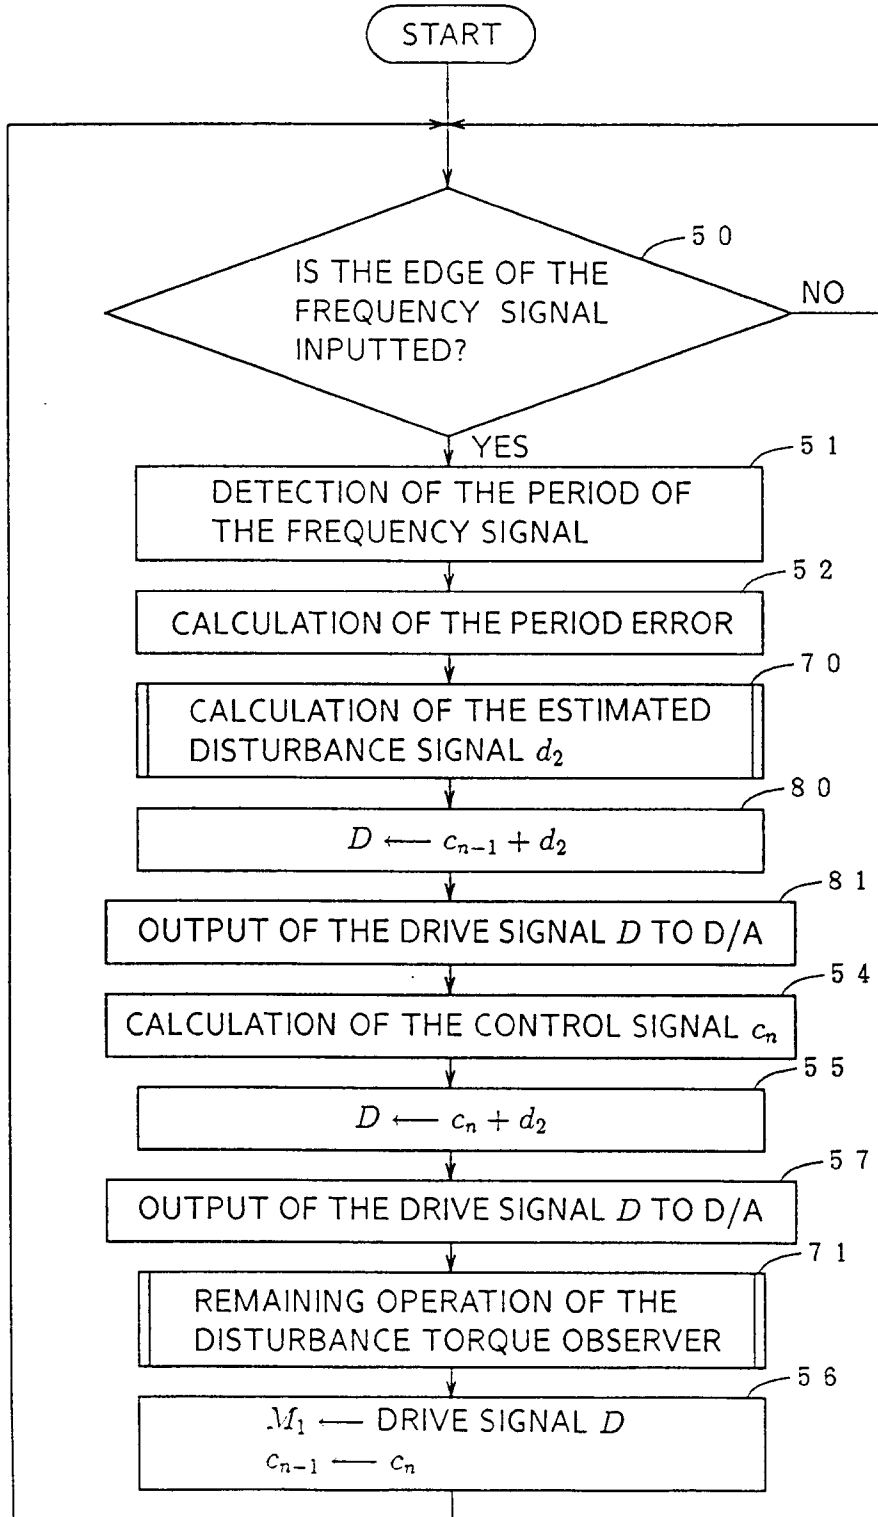 START
50
IS THE EDGE OF THE
FREQUENCY SIGNAL
INPUTTED?
NO
YES
51
DETECTION OF THE PERIOD OF
THE FREQUENCY SIGNAL
52
CALCULATION OF THE PERIOD ERROR
70
CALCULATION OF THE ESTIMATED
DISTURBANCE SIGNAL d₂
80
D ← cₙ₋₁ + d₂
81
OUTPUT OF THE DRIVE SIGNAL D TO D/A
54
CALCULATION OF THE CONTROL SIGNAL cₙ
55
D ← cₙ + d₂
57
OUTPUT OF THE DRIVE SIGNAL D TO D/A
71
REMAINING OPERATION OF THE
DISTURBANCE TORQUE OBSERVER
56
M₁ ← DRIVE SIGNAL D
cₙ₋₁ ← cₙ